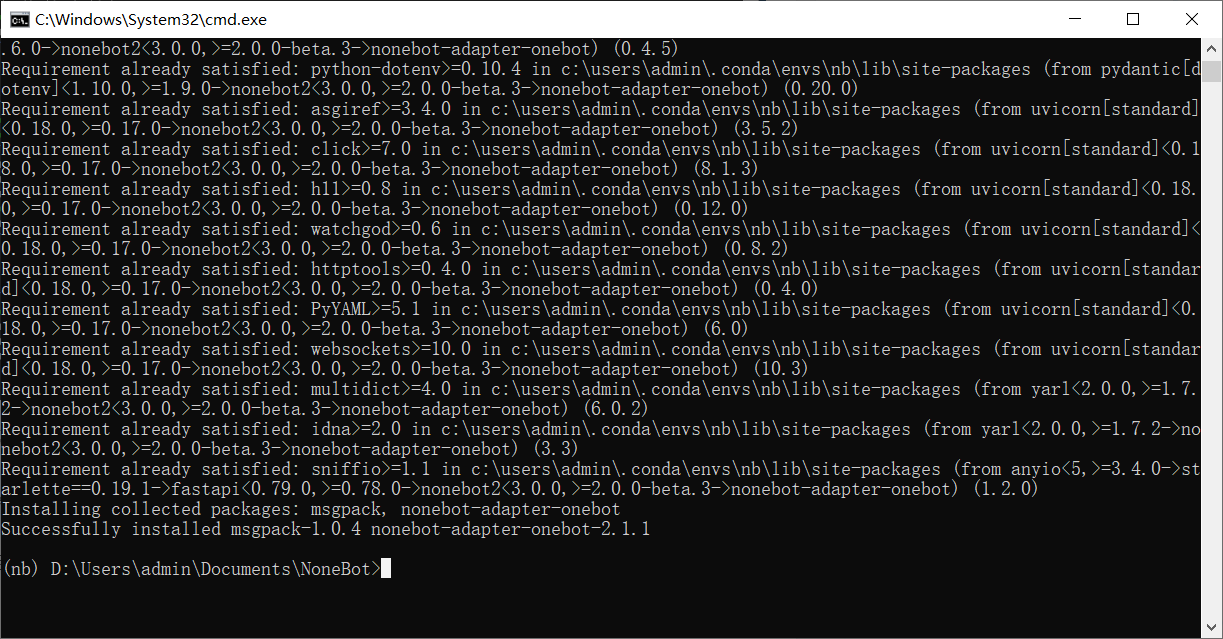 C:\Windows\System32\cmd.exe
.6.0->nonebot2<3.0.0,>=2.0.0-beta.3->nonebot-adapter-onebot) (0.4.5)
Requirement already satisfied: python-dotenv>=0.10.4 in c:\users\admin\.conda\envs\nb\lib\site-packages (from pydantic[d
otenv]<1.10.0,>=1.9.0->nonebot2<3.0.0,>=2.0.0-beta.3->nonebot-adapter-onebot) (0.20.0)
Requirement already satisfied: asgiref>=3.4.0 in c:\users\admin\.conda\envs\nb\lib\site-packages (from uvicorn[standard]
<0.18.0,>=0.17.0->nonebot2<3.0.0,>=2.0.0-beta.3->nonebot-adapter-onebot) (3.5.2)
Requirement already satisfied: click>=7.0 in c:\users\admin\.conda\envs\nb\lib\site-packages (from uvicorn[standard]<0.1
8.0,>=0.17.0->nonebot2<3.0.0,>=2.0.0-beta.3->nonebot-adapter-onebot) (8.1.3)
Requirement already satisfied: h11>=0.8 in c:\users\admin\.conda\envs\nb\lib\site-packages (from uvicorn[standard]<0.18.
0,>=0.17.0->nonebot2<3.0.0,>=2.0.0-beta.3->nonebot-adapter-onebot) (0.12.0)
Requirement already satisfied: watchgod>=0.6 in c:\users\admin\.conda\envs\nb\lib\site-packages (from uvicorn[standard]<
0.18.0,>=0.17.0->nonebot2<3.0.0,>=2.0.0-beta.3->nonebot-adapter-onebot) (0.8.2)
Requirement already satisfied: httptools>=0.4.0 in c:\users\admin\.conda\envs\nb\lib\site-packages (from uvicorn[standar
d]<0.18.0,>=0.17.0->nonebot2<3.0.0,>=2.0.0-beta.3->nonebot-adapter-onebot) (0.4.0)
Requirement already satisfied: PyYAML>=5.1 in c:\users\admin\.conda\envs\nb\lib\site-packages (from uvicorn[standard]<0.
18.0,>=0.17.0->nonebot2<3.0.0,>=2.0.0-beta.3->nonebot-adapter-onebot) (6.0)
Requirement already satisfied: websockets>=10.0 in c:\users\admin\.conda\envs\nb\lib\site-packages (from uvicorn[standar
d]<0.18.0,>=0.17.0->nonebot2<3.0.0,>=2.0.0-beta.3->nonebot-adapter-onebot) (10.3)
Requirement already satisfied: multidict>=4.0 in c:\users\admin\.conda\envs\nb\lib\site-packages (from yarl<2.0.0,>=1.7.
2->nonebot2<3.0.0,>=2.0.0-beta.3->nonebot-adapter-onebot) (6.0.2)
Requirement already satisfied: idna>=2.0 in c:\users\admin\.conda\envs\nb\lib\site-packages (from yarl<2.0.0,>=1.7.2->no
nebot2<3.0.0,>=2.0.0-beta.3->nonebot-adapter-onebot) (3.3)
Requirement already satisfied: sniffio>=1.1 in c:\users\admin\.conda\envs\nb\lib\site-packages (from anyio<5,>=3.4.0->st
arlette==0.19.1->fastapi<0.79.0,>=0.78.0->nonebot2<3.0.0,>=2.0.0-beta.3->nonebot-adapter-onebot) (1.2.0)
Installing collected packages: msgpack, nonebot-adapter-onebot
Successfully installed msgpack-1.0.4 nonebot-adapter-onebot-2.1.1
(nb) D:\Users\admin\Documents\NoneBot>